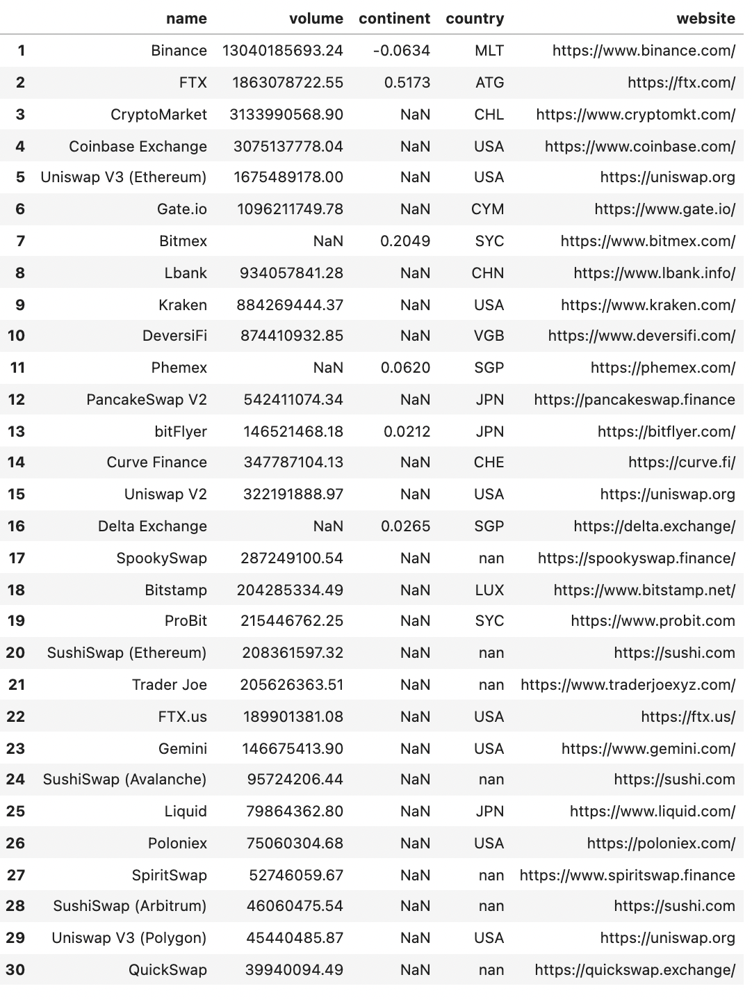 name volume continent country website
1 Binance 13040185693.24 -0.0634 MLT https://www.binance.com/
2 FTX 1863078722.55 0.5173 ATG https://ftx.com/
3 CryptoMarket 3133990568.90 NaN CHL https://www.cryptomkt.com/
4 Coinbase Exchange 3075137778.04 NaN USA https://www.coinbase.com/
5 Uniswap V3 (Ethereum) 1675489178.00 NaN USA https://uniswap.org
6 Gate.io 1096211749.78 NaN CYM https://www.gate.io/
7 Bitmex NaN 0.2049 SYC https://www.bitmex.com/
8 Lbank 934057841.28 NaN CHN https://www.lbank.info/
9 Kraken 884269444.37 NaN USA https://www.kraken.com/
10 DeversiFi 874410932.85 NaN VGB https://www.deversifi.com/
11 Phemex NaN 0.0620 SGP https://phemex.com/
12 PancakeSwap V2 542411074.34 NaN JPN https://pancakeswap.finance
13 bitFlyer 146521468.18 0.0212 JPN https://bitflyer.com/
14 Curve Finance 347787104.13 NaN CHE https://curve.fi/
15 Uniswap V2 322191888.97 NaN USA https://uniswap.org
16 Delta Exchange NaN 0.0265 SGP https://delta.exchange/
17 SpookySwap 287249100.54 NaN nan https://spookyswap.finance/
18 Bitstamp 204285334.49 NaN LUX https://www.bitstamp.net/
19 ProBit 215446762.25 NaN SYC https://www.probit.com
20 SushiSwap (Ethereum) 208361597.32 NaN nan https://sushi.com
21 Trader Joe 205626363.51 NaN nan https://www.traderjoexyz.com/
22 FTX.us 189901381.08 NaN USA https://ftx.us/
23 Gemini 146675413.90 NaN USA https://www.gemini.com/
24 SushiSwap (Avalanche) 95724206.44 NaN nan https://sushi.com
25 Liquid 79864362.80 NaN JPN https://www.liquid.com/
26 Poloniex 75060304.68 NaN USA https://poloniex.com/
27 SpiritSwap 52746059.67 NaN nan https://www.spiritswap.finance
28 SushiSwap (Arbitrum) 46060475.54 NaN nan https://sushi.com
29 Uniswap V3 (Polygon) 45440485.87 NaN USA https://uniswap.org
30 QuickSwap 39940094.49 NaN nan https://quickswap.exchange/